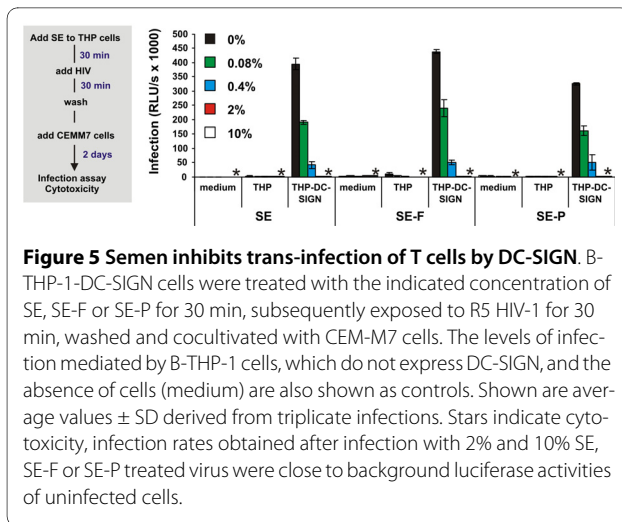 Add SE to THP cells
30 min
add HIV
30 min
wash
add CEMM7 cells
2 days
Infection assay
Cytotoxicity
Infection (RLU/s x 1000)
500
450
400
350
300
250
200
150
100
50
0
0%
0.08%
0.4%
2%
10%
* * * * * * * * *
medium THP THP-DC-SIGN medium THP THP-DC-SIGN medium THP THP-DC-SIGN
SE SE-F SE-P
Figure 5 Semen inhibits trans-infection of T cells by DC-SIGN. B-
THP-1-DC-SIGN cells were treated with the indicated concentration of
SE, SE-F or SE-P for 30 min, subsequently exposed to R5 HIV-1 for 30
min, washed and cocultivated with CEM-M7 cells. The levels of infec-
tion mediated by B-THP-1 cells, which do not express DC-SIGN, and the
absence of cells (medium) are also shown as controls. Shown are aver-
age values ± SD derived from triplicate infections. Stars indicate cyto-
toxicity, infection rates obtained after infection with 2% and 10% SE,
SE-F or SE-P treated virus were close to background luciferase activities
of uninfected cells.